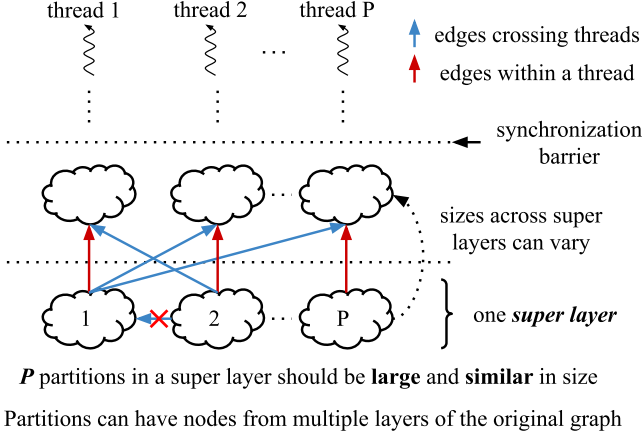 thread 1 thread 2 thread P
...
edges crossing threads
edges within a thread
synchronization
barrier
sizes across super
layers can vary
1 2 P
one super layer
P partitions in a super layer should be large and similar in size
Partitions can have nodes from multiple layers of the original graph